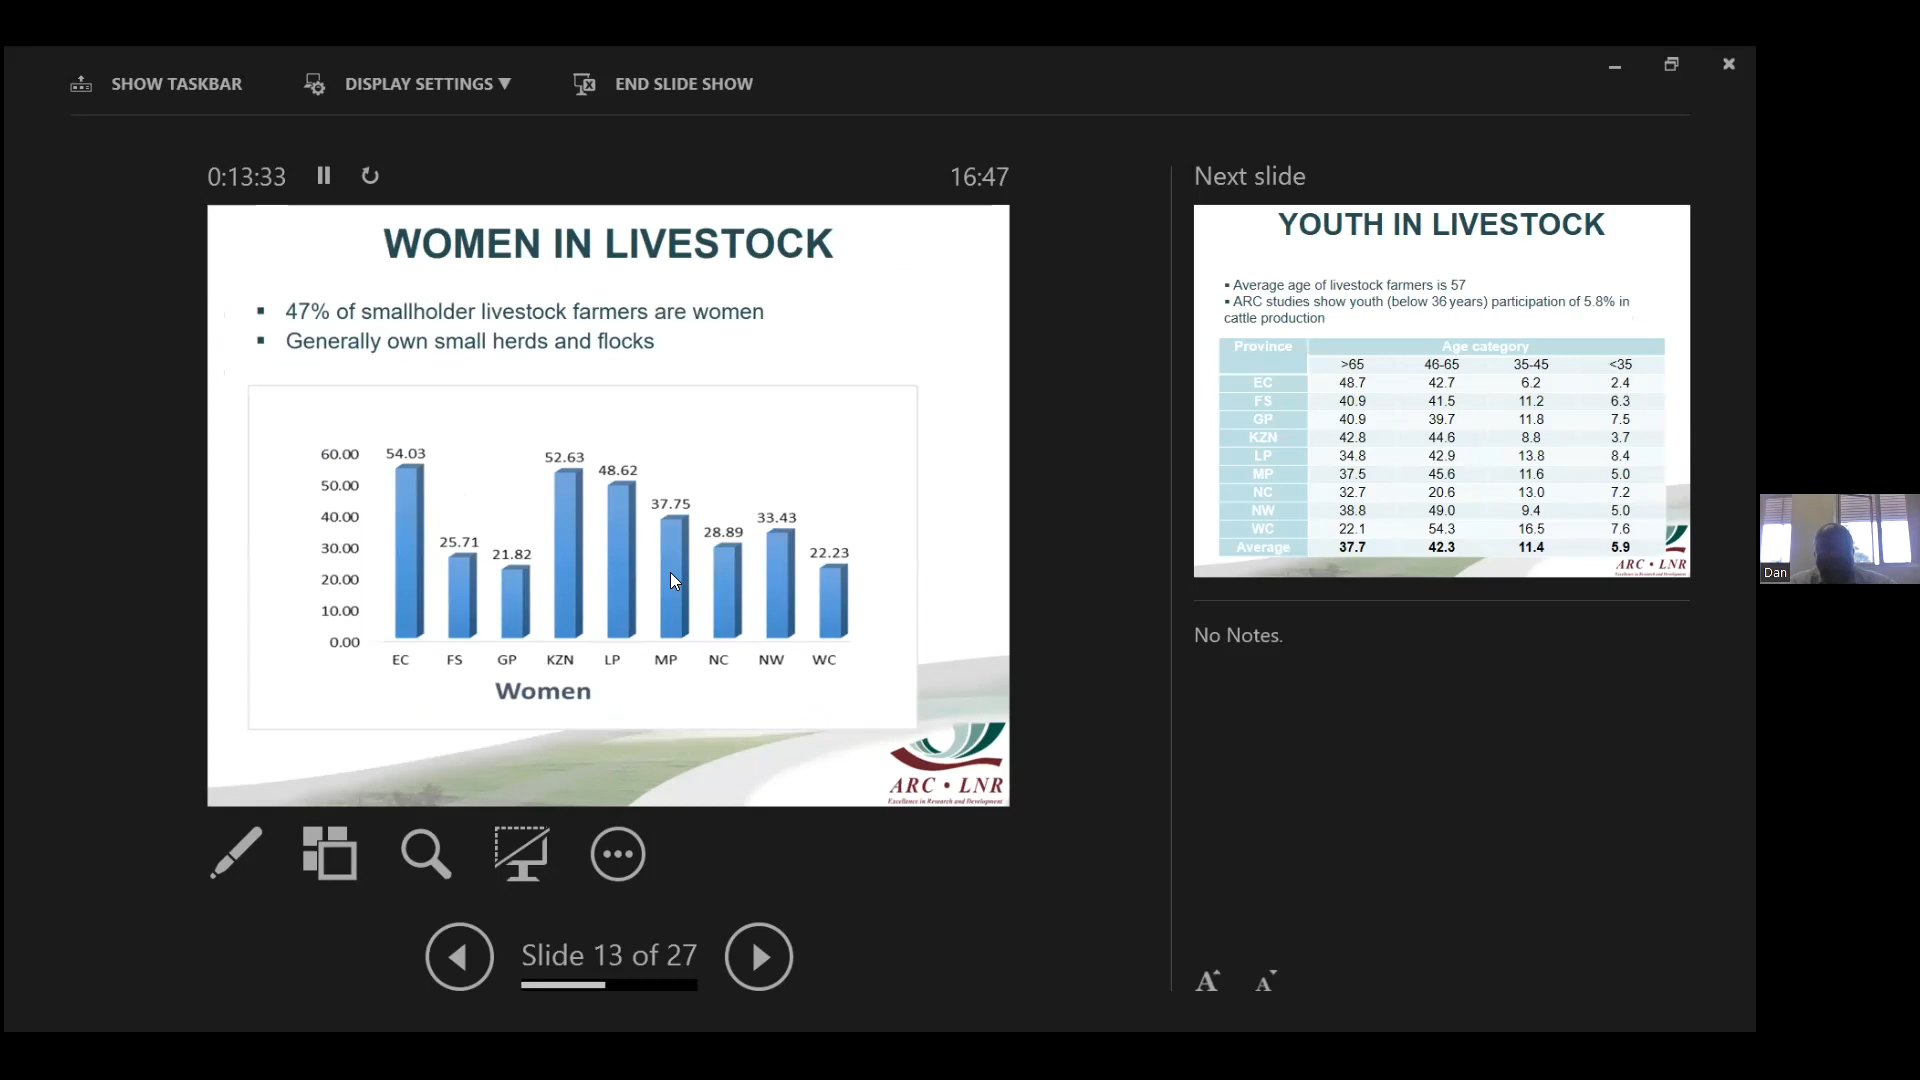 SHOW TASKBAR
DISPLAY SETTINGS ▼
END SLIDE SHOW
0:13:33
16:47
WOMEN IN LIVESTOCK
▪ 47% of smallholder livestock farmers are women
▪ Generally own small herds and flocks
60.00
50.00
40.00
30.00
20.00
10.00
0.00
54.03
25.71
21.82
52.63
48.62
37.75
28.89
33.43
22.23
EC FS GP KZN LP MP NC NW WC
Women
ARC • LNR
Excellence in Research and Development
Slide 13 of 27
Next slide
YOUTH IN LIVESTOCK
▪ Average age of livestock farmers is 57
▪ ARC studies show youth (below 36 years) participation of 5.8% in
cattle production
Province Age category
>65 46-65 35-45 <35
EC 48.7 42.7 6.2 2.4
FS 40.9 41.5 11.2 6.3
GP 40.9 39.7 11.8 7.5
KZN 42.8 44.6 8.8 3.7
LP 34.8 42.9 13.8 8.4
MP 37.5 45.6 11.6 5.0
NC 32.7 20.6 13.0 7.2
NW 38.8 49.0 9.4 5.0
WC 22.1 54.3 16.5 7.6
Average 37.7 42.3 11.4 5.9
ARC • LNR
Excellence in Research and Development
No Notes.
A A
Dan